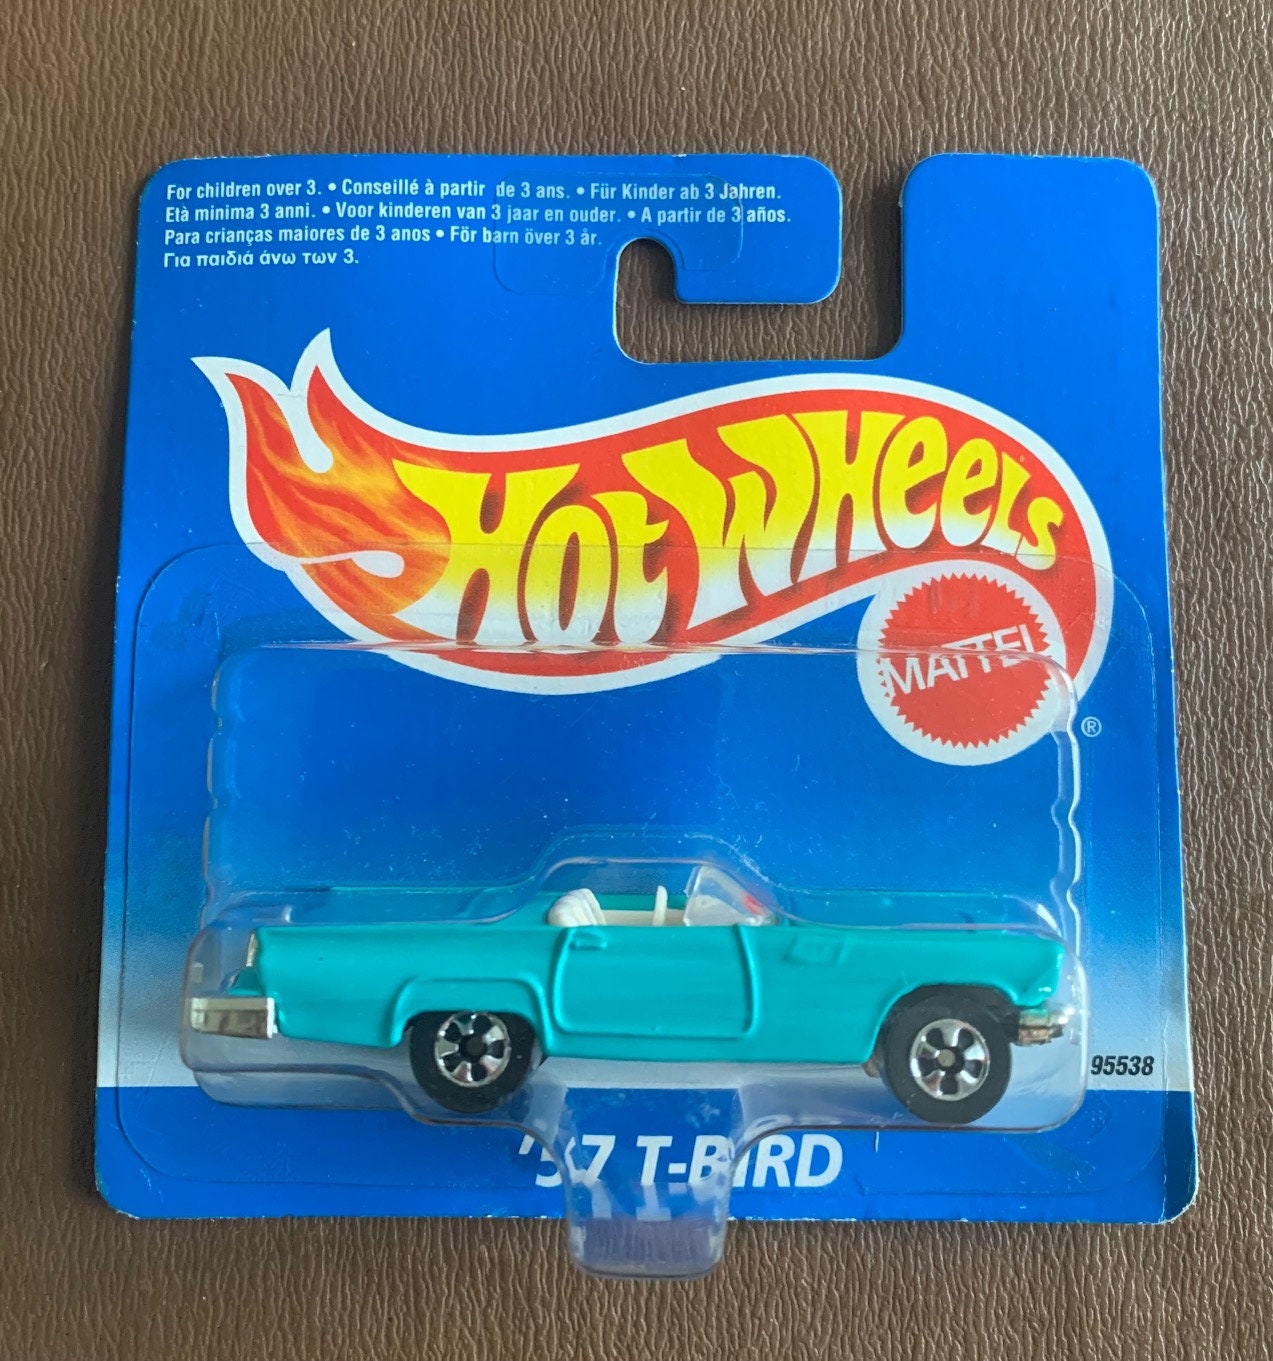 For children over 3. • Conseillé à partir de 3 ans. • Für Kinder ab 3 Jahren.
Età minima 3 anni. • Voor kinderen van 3 jaar en ouder. • A partir de 3 años.
Para crianças maiores de 3 anos • För barn över 3 år.
Για παιδιά άνω των 3.
Hot Wheels
MATTEL
®
95538
'57 T-BIRD